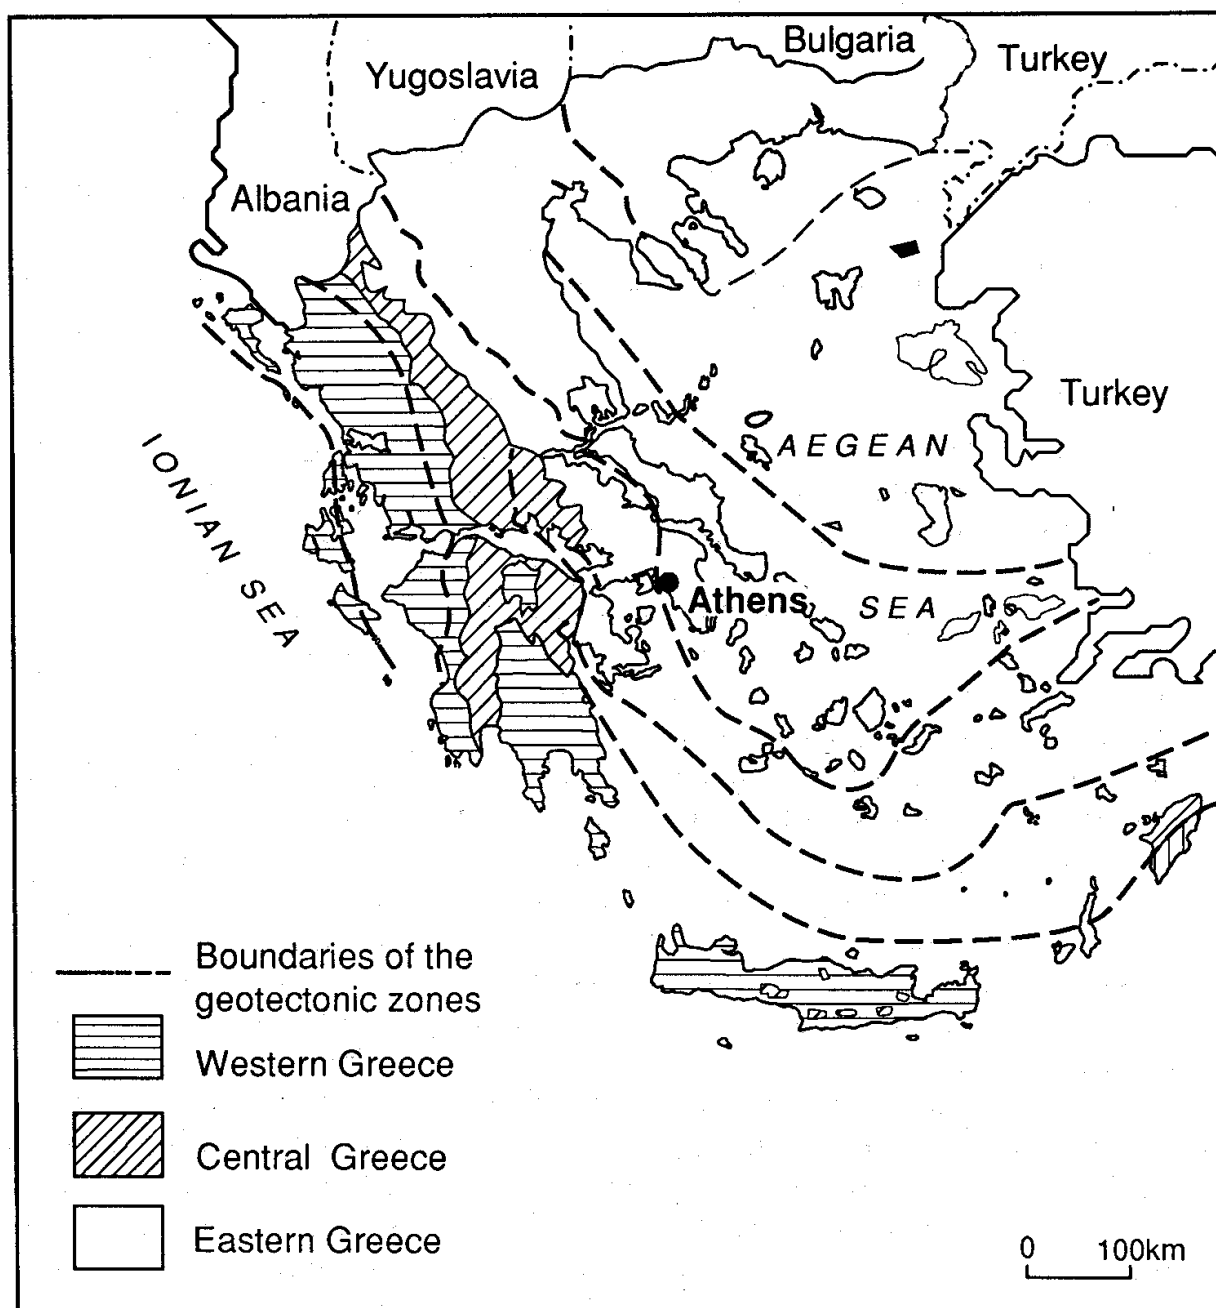 Bulgaria
Turkey
Yugoslavia
Albania
Turkey
AEGEAN
IONIAN SEA
Athens
SEA
Boundaries of the
geotectonic zones
Western Greece
Central Greece
Eastern Greece
0 100km